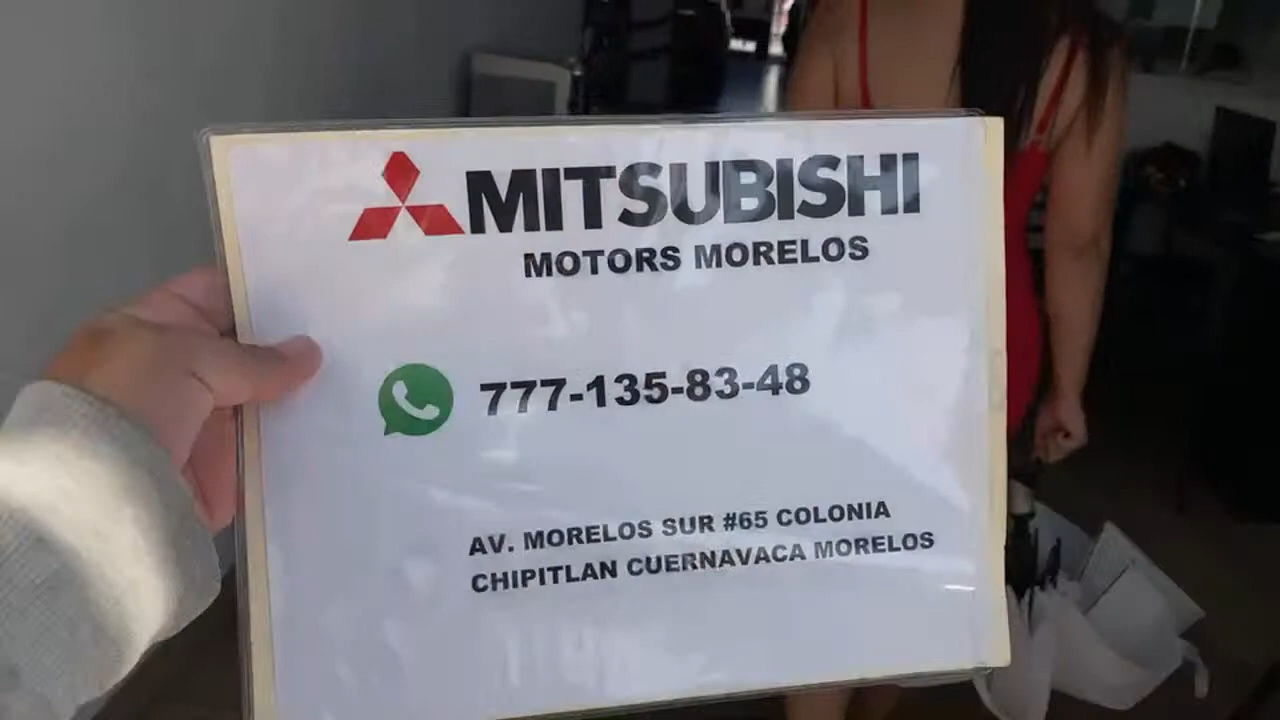 MITSUBISHI
MOTORS MORELOS
777-135-83-48
AV. MORELOS SUR #65 COLONIA
CHIPITLAN CUERNAVACA MORELOS